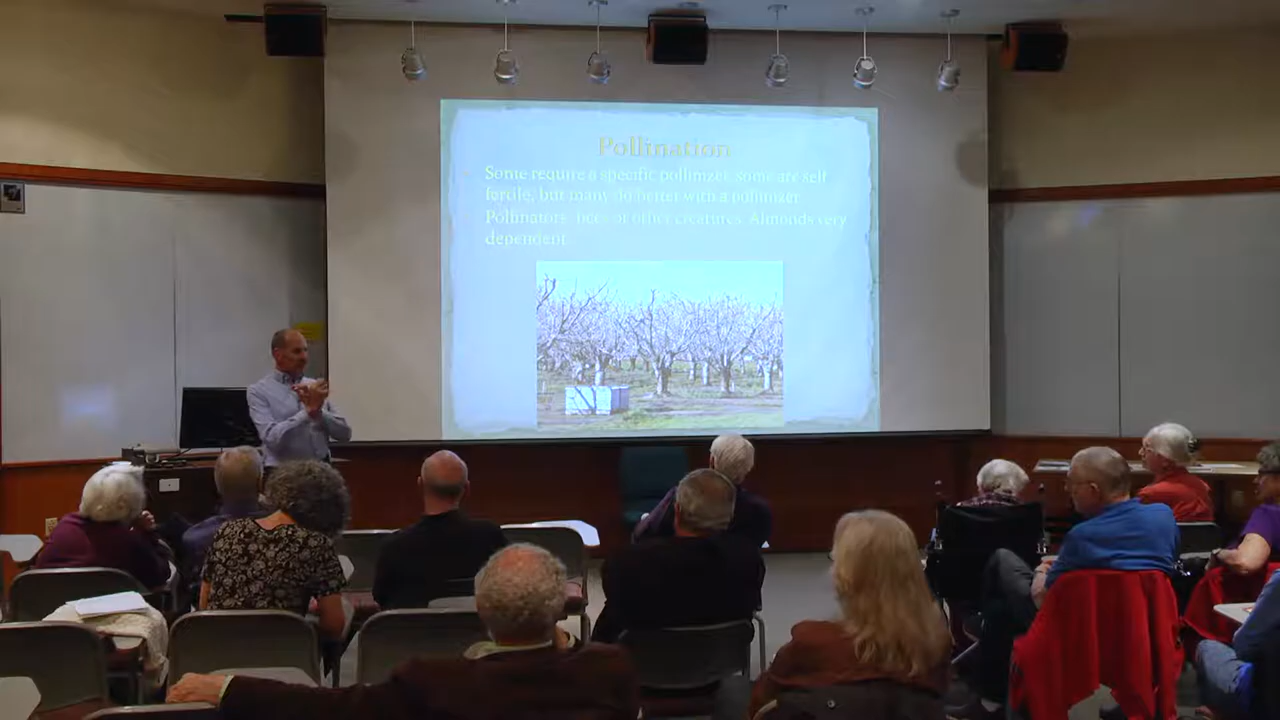 Pollination
Some require a specific pollinizer, some are self
fertile, but many do better with a pollinizer.
Pollinators: bees or other creatures. Almonds very
dependent.